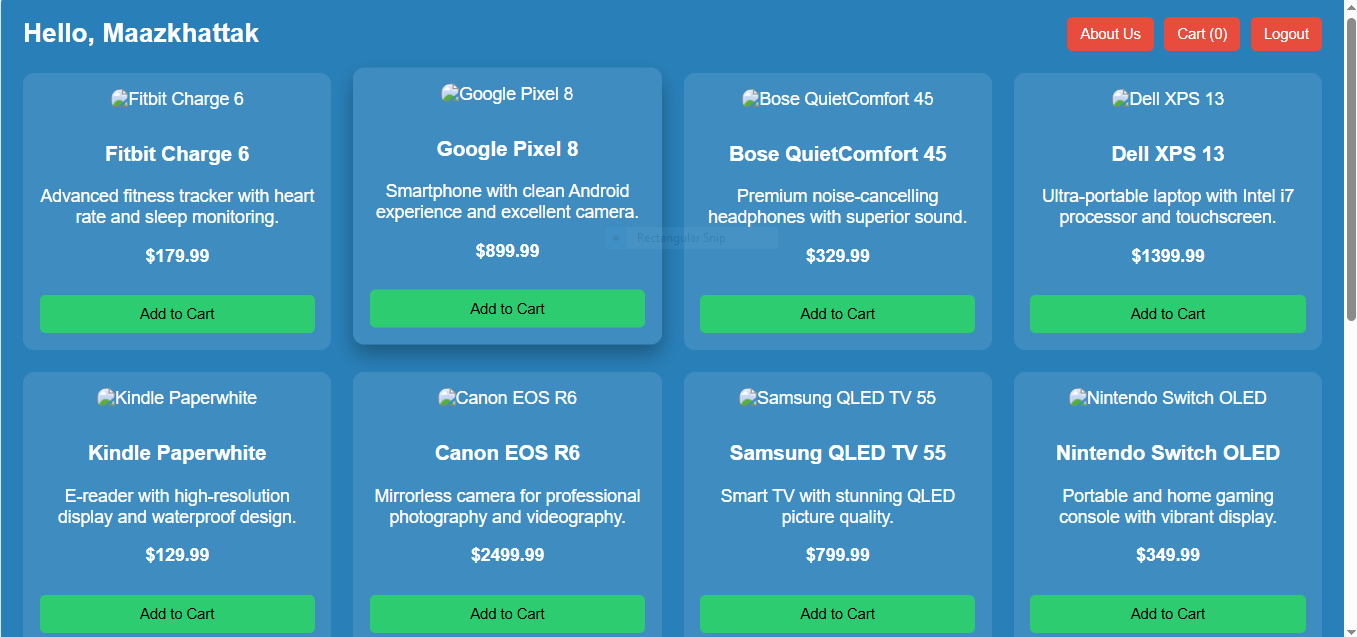 Hello, Maazkhattak
About Us
Cart (0)
Logout
Fitbit Charge 6
Fitbit Charge 6
Advanced fitness tracker with heart
rate and sleep monitoring.
$179.99
Add to Cart
Google Pixel 8
Google Pixel 8
Smartphone with clean Android
experience and excellent camera.
$899.99
Add to Cart
Bose QuietComfort 45
Bose QuietComfort 45
Premium noise-cancelling
headphones with superior sound.
$329.99
Add to Cart
Dell XPS 13
Dell XPS 13
Ultra-portable laptop with Intel i7
processor and touchscreen.
$1399.99
Add to Cart
Rectangular Snip
Kindle Paperwhite
Kindle Paperwhite
E-reader with high-resolution
display and waterproof design.
$129.99
Add to Cart
Canon EOS R6
Canon EOS R6
Mirrorless camera for professional
photography and videography.
$2499.99
Add to Cart
Samsung QLED TV 55
Samsung QLED TV 55
Smart TV with stunning QLED
picture quality.
$799.99
Add to Cart
Nintendo Switch OLED
Nintendo Switch OLED
Portable and home gaming
console with vibrant display.
$349.99
Add to Cart